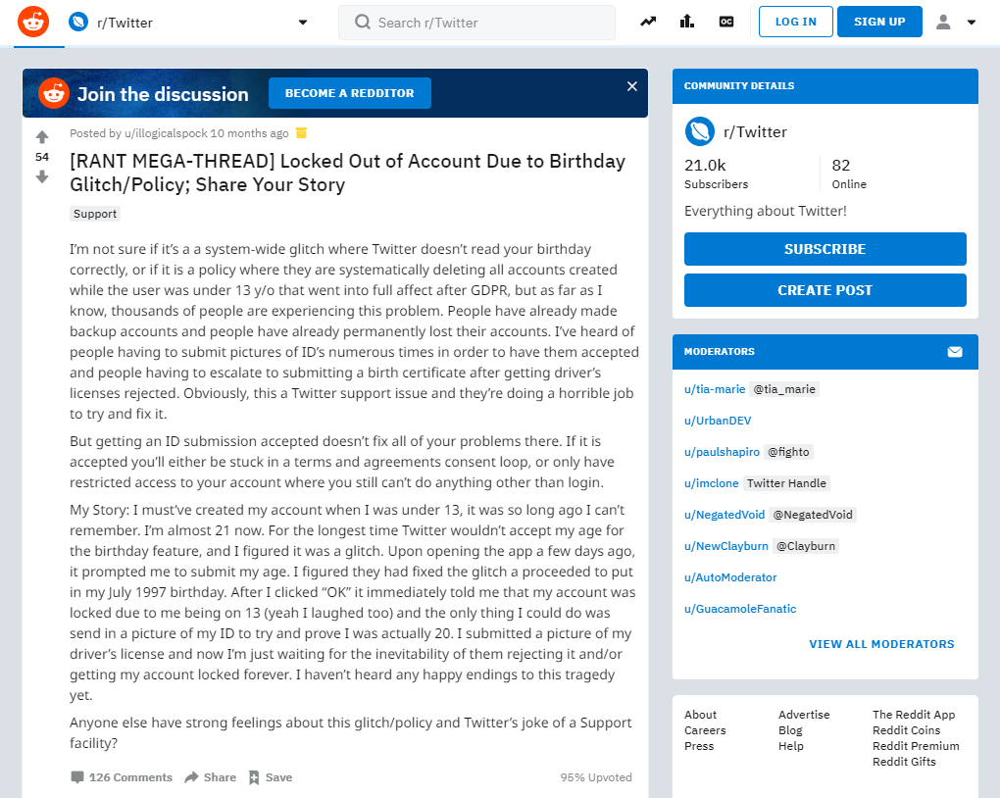 r/Twitter
Search r/Twitter
OC
LOG IN
SIGN UP
Join the discussion
BECOME A REDDITOR
54
Posted by u/illogicalspock 10 months ago
[RANT MEGA-THREAD] Locked Out of Account Due to Birthday
Glitch/Policy; Share Your Story
Support
I’m not sure if it’s a a system-wide glitch where Twitter doesn’t read your birthday
correctly, or if it is a policy where they are systematically deleting all accounts created
while the user was under 13 y/o that went into full affect after GDPR, but as far as I
know, thousands of people are experiencing this problem. People have already made
backup accounts and people have already permanently lost their accounts. I’ve heard of
people having to submit pictures of ID’s numerous times in order to have them accepted
and people having to escalate to submitting a birth certificate after getting driver’s
licenses rejected. Obviously, this a Twitter support issue and they’re doing a horrible job
to try and fix it.
But getting an ID submission accepted doesn’t fix all of your problems there. If it is
accepted you’ll either be stuck in a terms and agreements consent loop, or only have
restricted access to your account where you still can’t do anything other than login.
My Story: I must’ve created my account when I was under 13, it was so long ago I can’t
remember. I’m almost 21 now. For the longest time Twitter wouldn’t accept my age for
the birthday feature, and I figured it was a glitch. Upon opening the app a few days ago,
it prompted me to submit my age. I figured they had fixed the glitch a proceeded to put
in my July 1997 birthday. After I clicked “OK” it immediately told me that my account was
locked due to me being on 13 (yeah I laughed too) and the only thing I could do was
send in a picture of my ID to try and prove I was actually 20. I submitted a picture of my
driver’s license and now I’m just waiting for the inevitability of them rejecting it and/or
getting my account locked forever. I haven’t heard any happy endings to this tragedy
yet.
Anyone else have strong feelings about this glitch/policy and Twitter’s joke of a Support
facility?
126 Comments
Share
Save
95% Upvoted
COMMUNITY DETAILS
r/Twitter
21.0k
Subscribers
82
Online
Everything about Twitter!
SUBSCRIBE
CREATE POST
MODERATORS
u/tia-marie @tia_marie
u/UrbanDEV
u/paulshapiro @fighto
u/imclone Twitter Handle
u/NegatedVoid @NegatedVoid
u/NewClayburn @Clayburn
u/AutoModerator
u/GuacamoleFanatic
VIEW ALL MODERATORS
About
Careers
Press
Advertise
Blog
Help
The Reddit App
Reddit Coins
Reddit Premium
Reddit Gifts